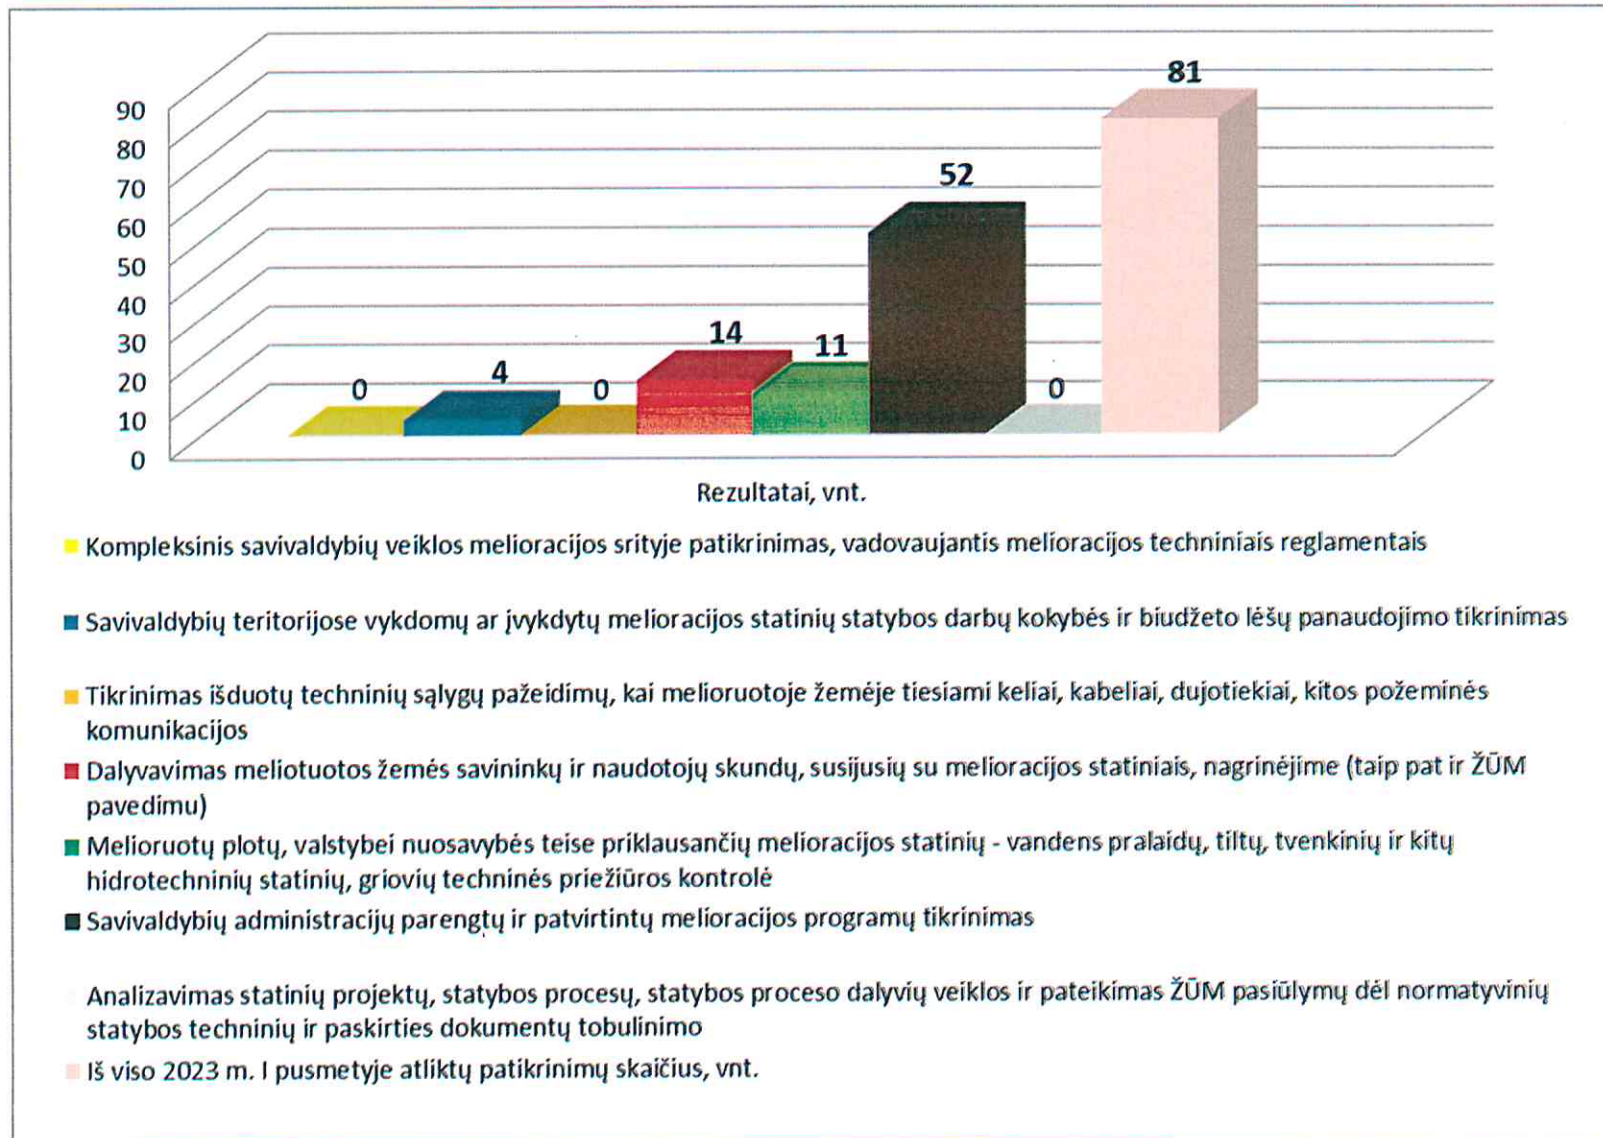 81
90
80
70
60
50
40
30
20
10
0
52
14
11
4
0
0
0
Rezultatai, vnt.
Kompleksinis savivaldybių veiklos melioracijos srityje patikrinimas, vadovaujantis melioracijos techniniais reglamentais
Savivaldybių teritorijose vykdomų ar įvykdytų melioracijos statinių statybos darbų kokybės ir biudžeto lėšų panaudojimo tikrinimas
Tikrinimas išduotų techninių sąlygų pažeidimų, kai melioruotoje žemėje tiesiami keliai, kabeliai, dujotiekiai, kitos požeminės
komunikacijos
Dalyvavimas meliotuotos žemės savininkų ir naudotojų skundų, susijusių su melioracijos statiniais, nagrinėjime (taip pat ir ŽŪM
pavedimu)
Melioruotų plotų, valstybei nuosavybės teise priklausančių melioracijos statinių - vandens pralaidų, tiltų, tvenkinių ir kitų
hidrotechninių statinių, griovių techninės priežiūros kontrolė
Savivaldybių administracijų parengtų ir patvirtintų melioracijos programų tikrinimas
Analizavimas statinių projektų, statybos procesų, statybos proceso dalyvių veiklos ir pateikimas ŽŪM pasiūlymų dėl normatyvinių
statybos techninių ir paskirties dokumentų tobulinimo
Iš viso 2023 m. I pusmetyje atliktų patikrinimų skaičius, vnt.